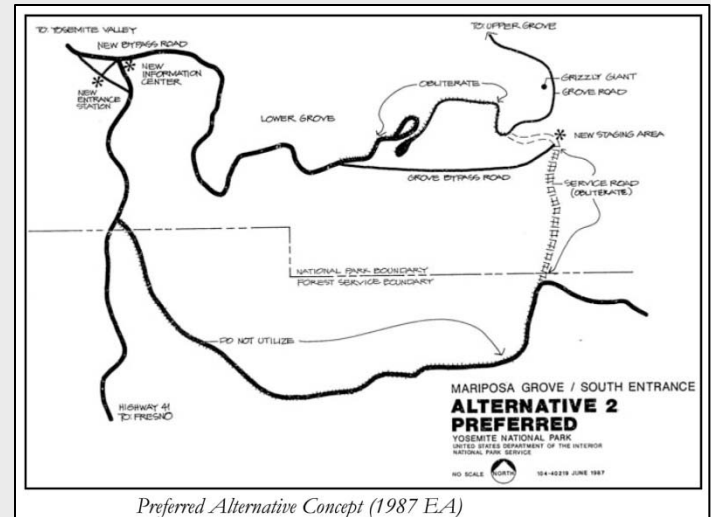 TO: YOSEMITE VALLEY
NEW BYPASS ROAD
NEW
INFORMATION
CENTER
NEW
ENTRANCE
STATION
TO: UPPER GROVE
OBLITERATE
GRIZZLY GIANT
GROVE ROAD
LOWER GROVE
NEW STAGING AREA
GROVE BYPASS ROAD
SERVICE ROAD
(OBLITERATE)
NATIONAL PARK BOUNDARY
FOREST SERVICE BOUNDARY
DO NOT UTILIZE
HIGHWAY 41
TO: FRESNO
MARIPOSA GROVE / SOUTH ENTRANCE
ALTERNATIVE 2
PREFERRED
YOSEMITE NATIONAL PARK
UNITED STATES DEPARTMENT OF THE INTERIOR
NATIONAL PARK SERVICE
NO SCALE NORTH 104-40219 JUNE 1987
Preferred Alternative Concept (1987 EA)